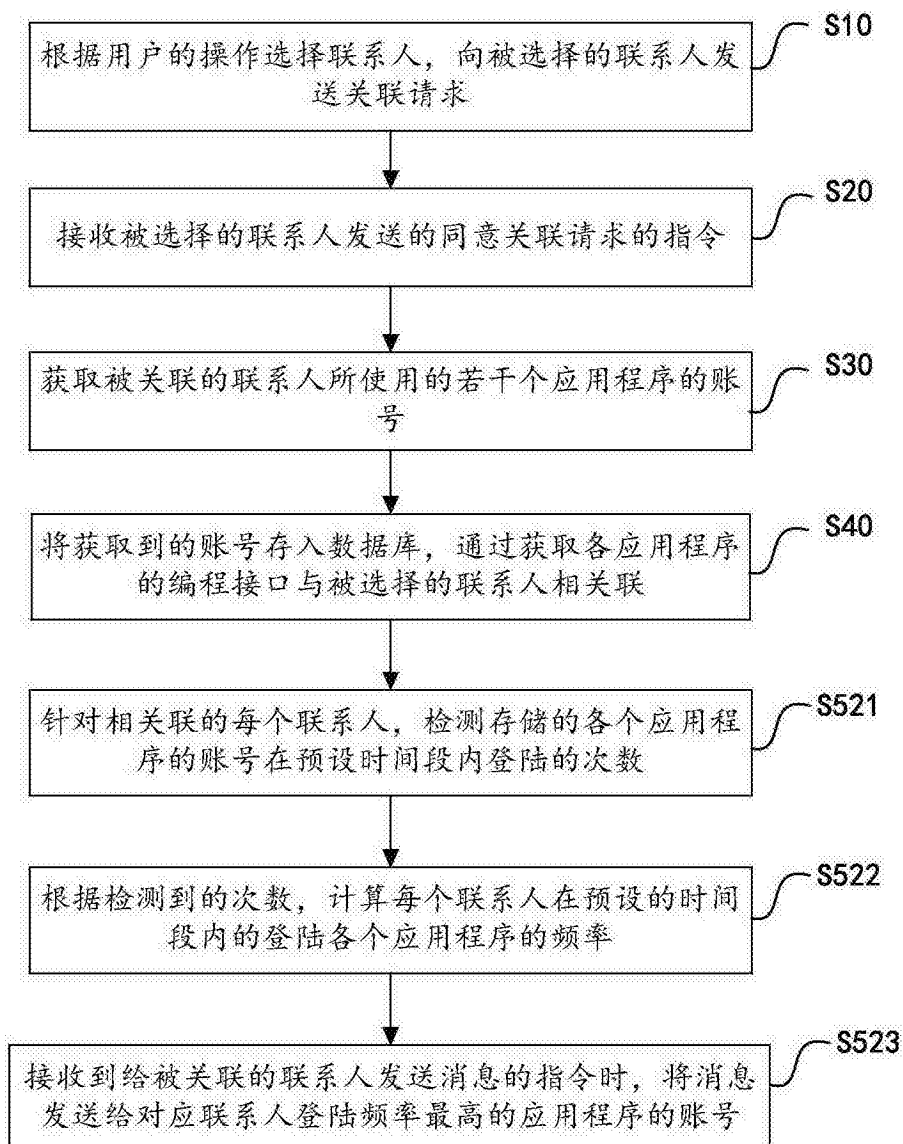 S10
根据用户的操作选择联系人，向被选择的联系人发
送关联请求
S20
接收被选择的联系人发送的同意关联请求的指令
S30
获取被关联的联系人所使用的若干个应用程序的账
号
S40
将获取到的账号存入数据库，通过获取各应用程序
的编程接口与被选择的联系人相关联
S521
针对相关联的每个联系人，检测存储的各个应用程
序的账号在预设时间段内登陆的次数
S522
根据检测到的次数，计算每个联系人在预设的时间
段内的登陆各个应用程序的频率
S523
接收到给被关联的联系人发送消息的指令时，将消息
发送给对应联系人登陆频率最高的应用程序的账号